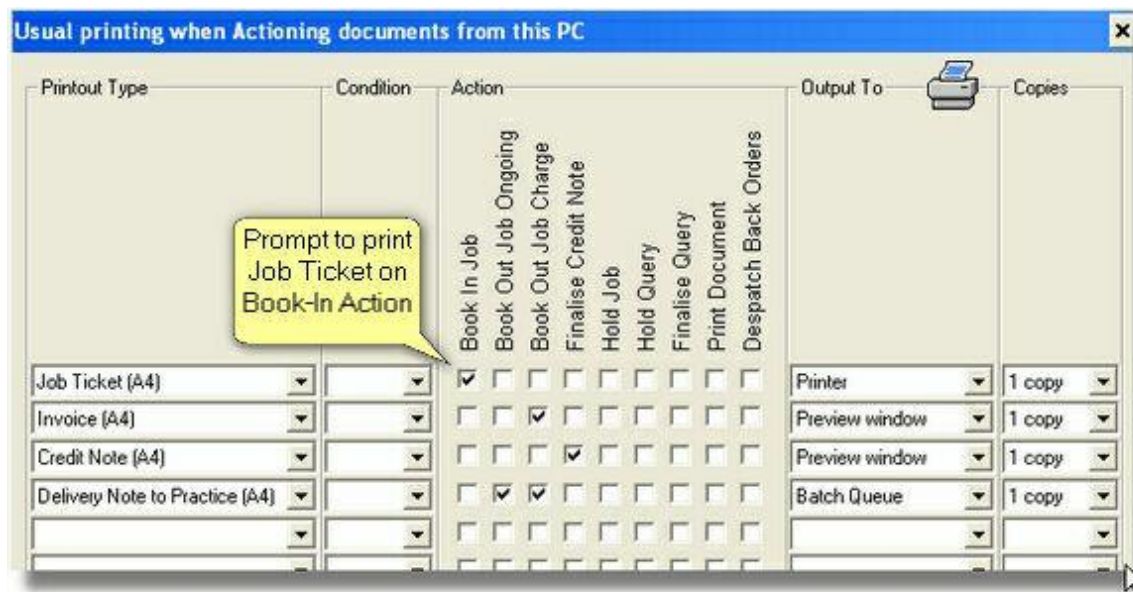 Usual printing when Actioning documents from this PC
Printout Type
Condition
Action
Output To
Copies
Book In Job
Book Out Job Ongoing
Book Out Job Charge
Finalise Credit Note
Hold Job
Hold Query
Finalise Query
Print Document
Despatch Back Orders
Prompt to print
Job Ticket on
Book-In Action
Job Ticket (A4) Printer 1 copy
Invoice (A4) Preview window 1 copy
Credit Note (A4) Preview window 1 copy
Delivery Note to Practice (A4) Batch Queue 1 copy